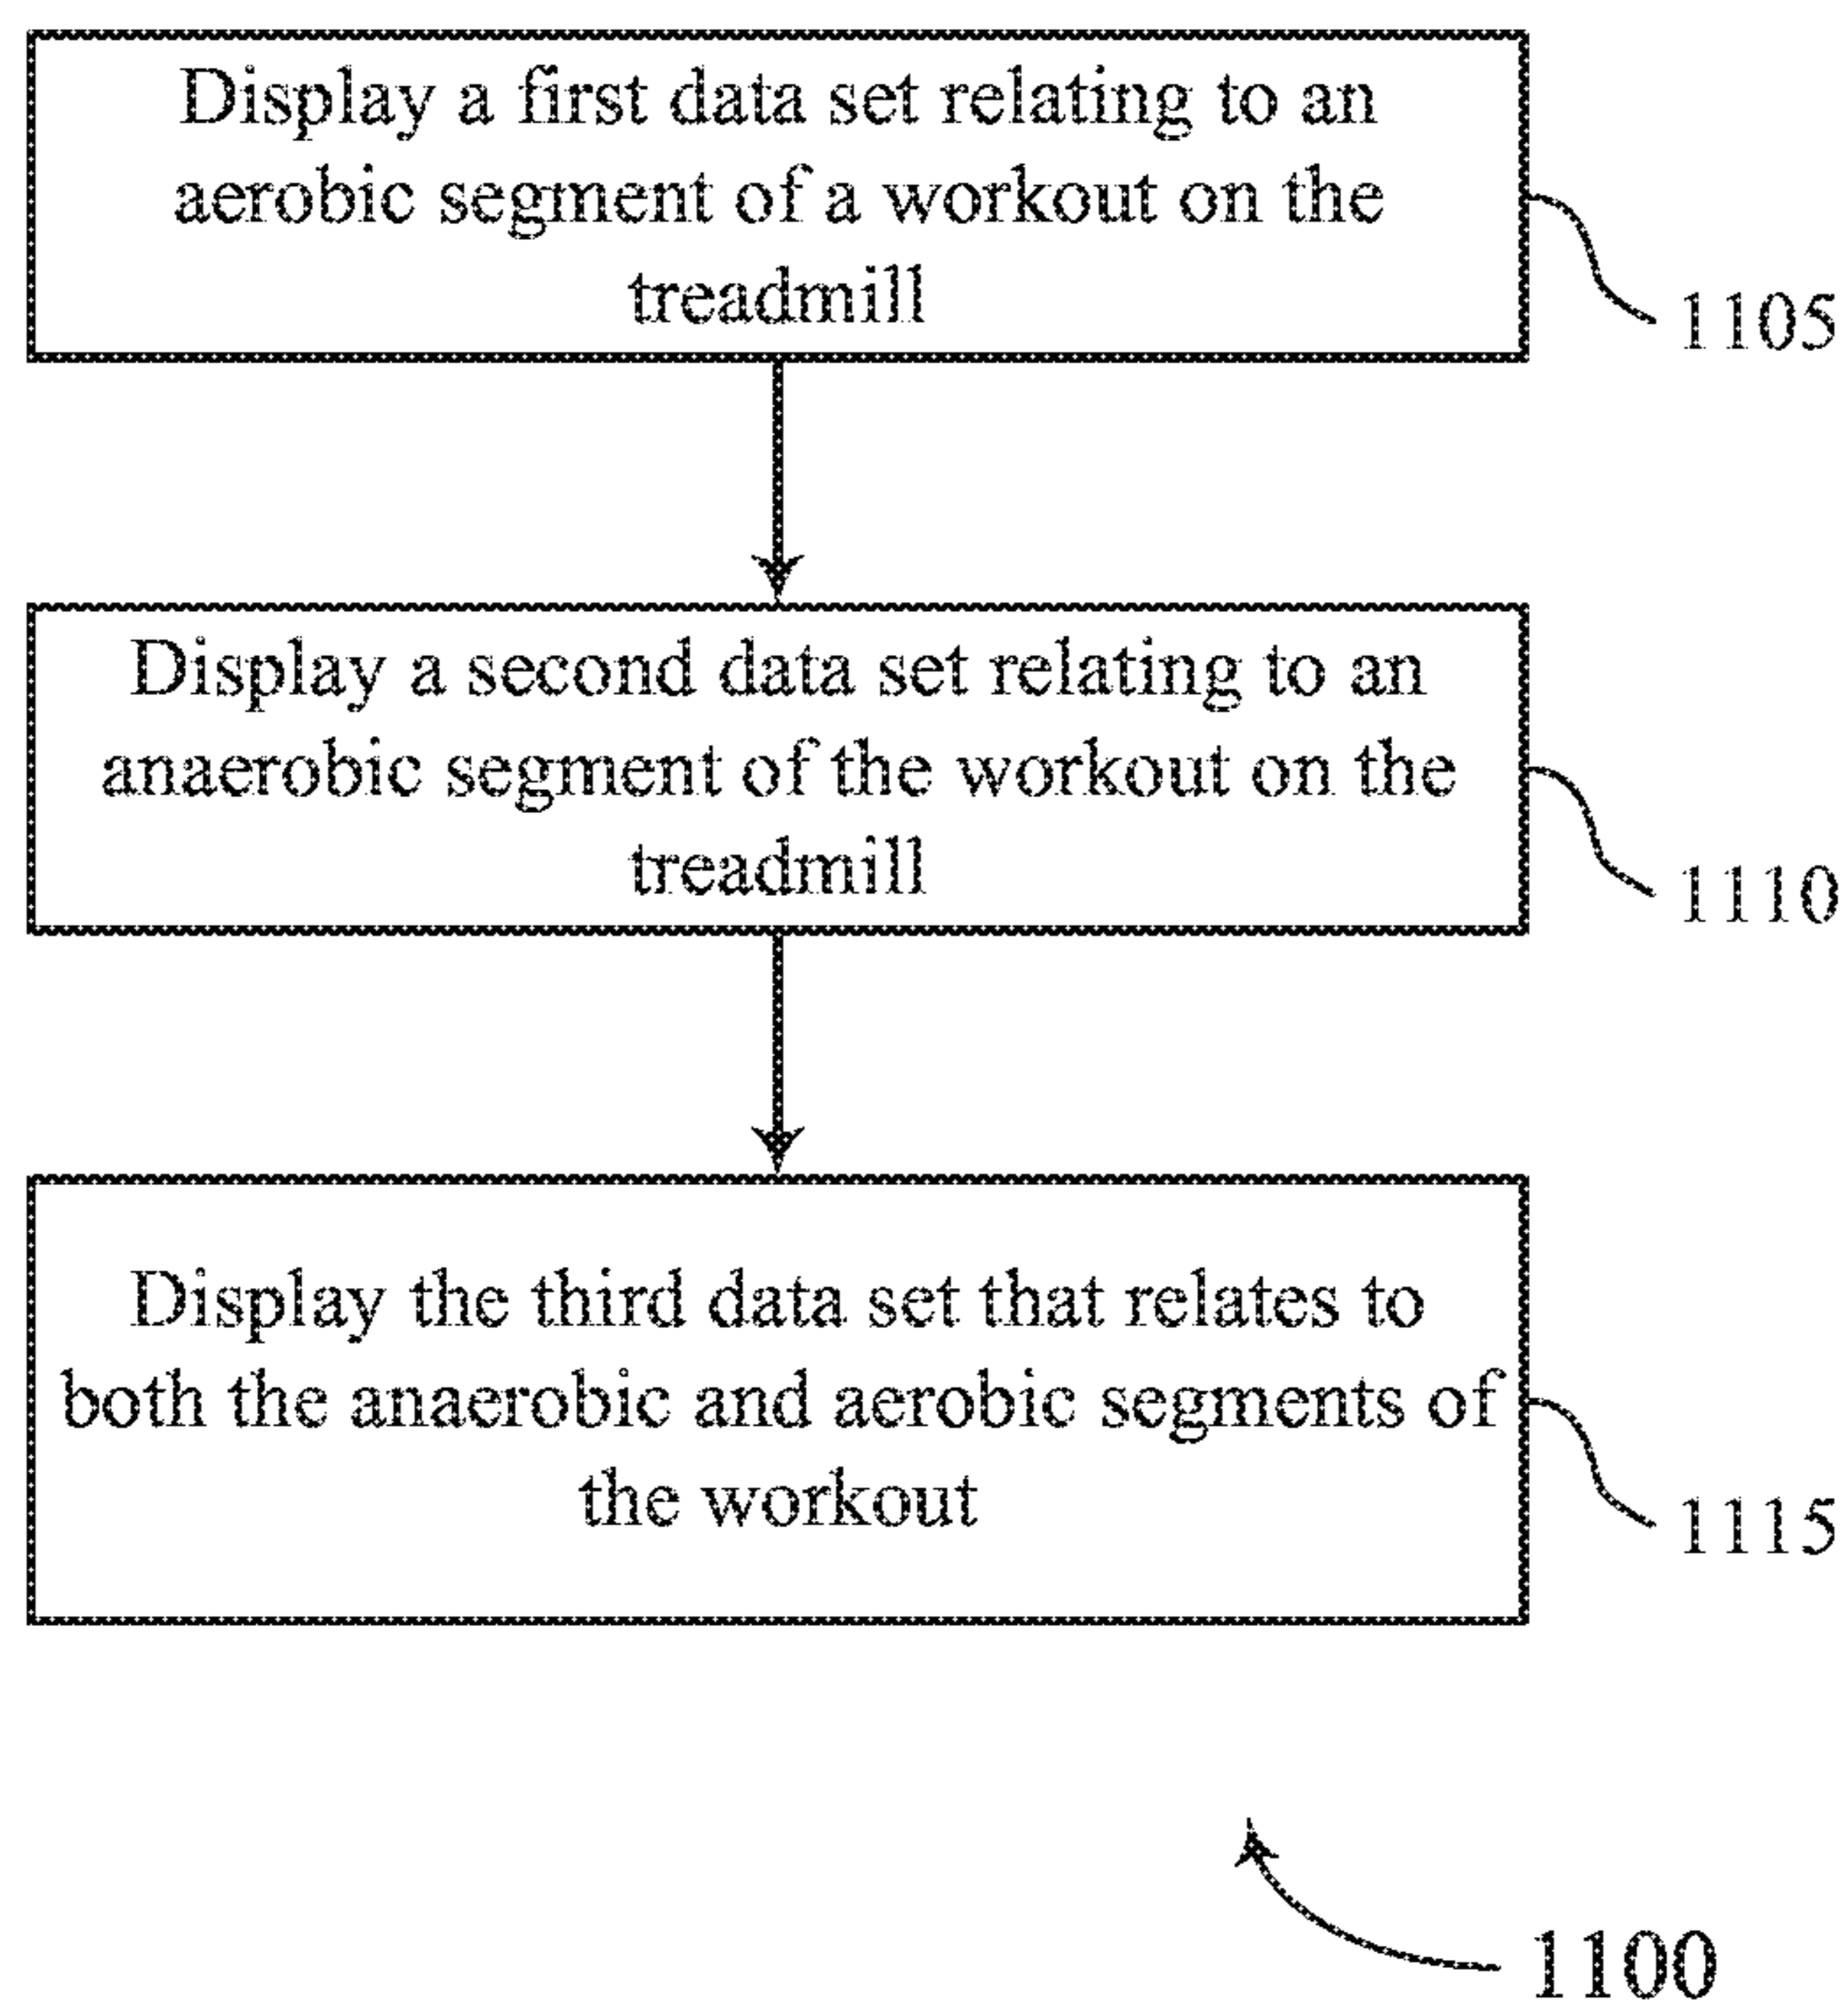 Display a first data set relating to an
aerobic segment of a workout on the
treadmill
1105
Display a second data set relating to an
anaerobic segment of the workout on the
treadmill
1110
Display the third data set that relates to
both the anaerobic and aerobic segments of
the workout
1115
1100